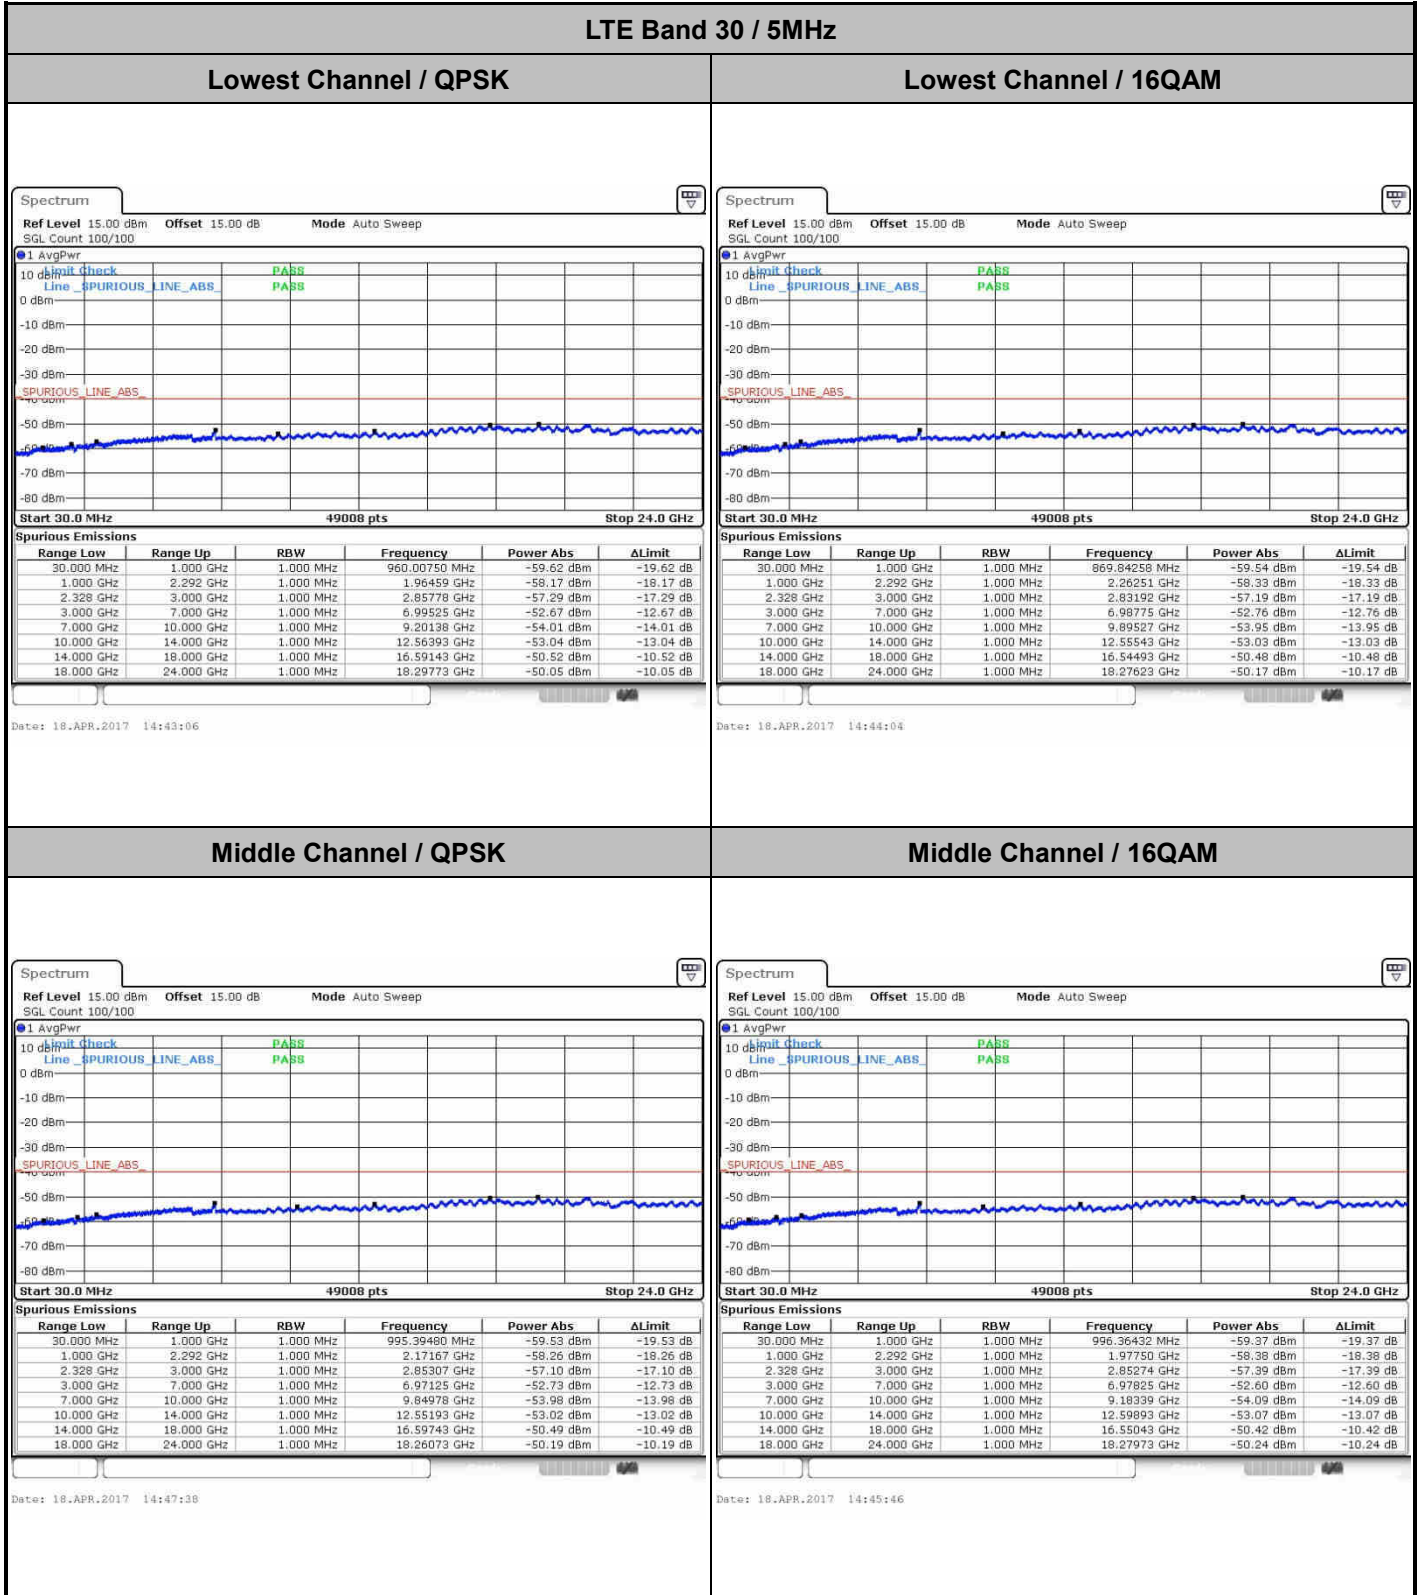 LTE Band 30 / 5MHz
Lowest Channel / QPSK
Lowest Channel / 16QAM
Spectrum
Ref Level 15.00 dBm Offset 15.00 dB Mode Auto Sweep
SGL Count 100/100
1 AvgPwr
Limit Check PASS
10 dBm
Line _SPURIOUS_LINE_ABS_ PASS
0 dBm
-10 dBm
-20 dBm
-30 dBm
_SPURIOUS_LINE_ABS_
-40 dBm
-50 dBm
-60 dBm
-70 dBm
-80 dBm
Start 30.0 MHz 49008 pts Stop 24.0 GHz
Spurious Emissions
Range Low Range Up RBW Frequency Power Abs ΔLimit
30.000 MHz 1.000 GHz 1.000 MHz 960.00750 MHz -59.62 dBm -19.62 dB
1.000 GHz 2.292 GHz 1.000 MHz 1.96459 GHz -58.17 dBm -18.17 dB
2.328 GHz 3.000 GHz 1.000 MHz 2.85778 GHz -57.29 dBm -17.29 dB
3.000 GHz 7.000 GHz 1.000 MHz 6.99525 GHz -52.67 dBm -12.67 dB
7.000 GHz 10.000 GHz 1.000 MHz 9.20138 GHz -54.01 dBm -14.01 dB
10.000 GHz 14.000 GHz 1.000 MHz 12.56393 GHz -53.04 dBm -13.04 dB
14.000 GHz 18.000 GHz 1.000 MHz 16.59143 GHz -50.52 dBm -10.52 dB
18.000 GHz 24.000 GHz 1.000 MHz 18.29773 GHz -50.05 dBm -10.05 dB
Date: 18.APR.2017 14:43:06
Spectrum
Ref Level 15.00 dBm Offset 15.00 dB Mode Auto Sweep
SGL Count 100/100
1 AvgPwr
Limit Check PASS
10 dBm
Line _SPURIOUS_LINE_ABS_ PASS
0 dBm
-10 dBm
-20 dBm
-30 dBm
_SPURIOUS_LINE_ABS_
-40 dBm
-50 dBm
-60 dBm
-70 dBm
-80 dBm
Start 30.0 MHz 49008 pts Stop 24.0 GHz
Spurious Emissions
Range Low Range Up RBW Frequency Power Abs ΔLimit
30.000 MHz 1.000 GHz 1.000 MHz 869.84258 MHz -59.54 dBm -19.54 dB
1.000 GHz 2.292 GHz 1.000 MHz 2.26251 GHz -58.33 dBm -18.33 dB
2.328 GHz 3.000 GHz 1.000 MHz 2.83192 GHz -57.19 dBm -17.19 dB
3.000 GHz 7.000 GHz 1.000 MHz 6.98775 GHz -52.76 dBm -12.76 dB
7.000 GHz 10.000 GHz 1.000 MHz 9.89527 GHz -53.95 dBm -13.95 dB
10.000 GHz 14.000 GHz 1.000 MHz 12.55543 GHz -53.03 dBm -13.03 dB
14.000 GHz 18.000 GHz 1.000 MHz 16.54493 GHz -50.48 dBm -10.48 dB
18.000 GHz 24.000 GHz 1.000 MHz 18.27623 GHz -50.17 dBm -10.17 dB
Date: 18.APR.2017 14:44:04
Middle Channel / QPSK
Middle Channel / 16QAM
Spectrum
Ref Level 15.00 dBm Offset 15.00 dB Mode Auto Sweep
SGL Count 100/100
1 AvgPwr
Limit Check PASS
10 dBm
Line _SPURIOUS_LINE_ABS_ PASS
0 dBm
-10 dBm
-20 dBm
-30 dBm
_SPURIOUS_LINE_ABS_
-40 dBm
-50 dBm
-60 dBm
-70 dBm
-80 dBm
Start 30.0 MHz 49008 pts Stop 24.0 GHz
Spurious Emissions
Range Low Range Up RBW Frequency Power Abs ΔLimit
30.000 MHz 1.000 GHz 1.000 MHz 995.39480 MHz -59.53 dBm -19.53 dB
1.000 GHz 2.292 GHz 1.000 MHz 2.17167 GHz -58.26 dBm -18.26 dB
2.328 GHz 3.000 GHz 1.000 MHz 2.85307 GHz -57.10 dBm -17.10 dB
3.000 GHz 7.000 GHz 1.000 MHz 6.97125 GHz -52.73 dBm -12.73 dB
7.000 GHz 10.000 GHz 1.000 MHz 9.84978 GHz -53.98 dBm -13.98 dB
10.000 GHz 14.000 GHz 1.000 MHz 12.55193 GHz -53.02 dBm -13.02 dB
14.000 GHz 18.000 GHz 1.000 MHz 16.59743 GHz -50.49 dBm -10.49 dB
18.000 GHz 24.000 GHz 1.000 MHz 18.26073 GHz -50.19 dBm -10.19 dB
Date: 18.APR.2017 14:47:38
Spectrum
Ref Level 15.00 dBm Offset 15.00 dB Mode Auto Sweep
SGL Count 100/100
1 AvgPwr
Limit Check PASS
10 dBm
Line _SPURIOUS_LINE_ABS_ PASS
0 dBm
-10 dBm
-20 dBm
-30 dBm
_SPURIOUS_LINE_ABS_
-40 dBm
-50 dBm
-60 dBm
-70 dBm
-80 dBm
Start 30.0 MHz 49008 pts Stop 24.0 GHz
Spurious Emissions
Range Low Range Up RBW Frequency Power Abs ΔLimit
30.000 MHz 1.000 GHz 1.000 MHz 996.36432 MHz -59.37 dBm -19.37 dB
1.000 GHz 2.292 GHz 1.000 MHz 1.97750 GHz -58.38 dBm -18.38 dB
2.328 GHz 3.000 GHz 1.000 MHz 2.85274 GHz -57.39 dBm -17.39 dB
3.000 GHz 7.000 GHz 1.000 MHz 6.97825 GHz -52.60 dBm -12.60 dB
7.000 GHz 10.000 GHz 1.000 MHz 9.18339 GHz -54.09 dBm -14.09 dB
10.000 GHz 14.000 GHz 1.000 MHz 12.59893 GHz -53.07 dBm -13.07 dB
14.000 GHz 18.000 GHz 1.000 MHz 16.55043 GHz -50.42 dBm -10.42 dB
18.000 GHz 24.000 GHz 1.000 MHz 18.27973 GHz -50.24 dBm -10.24 dB
Date: 18.APR.2017 14:45:46